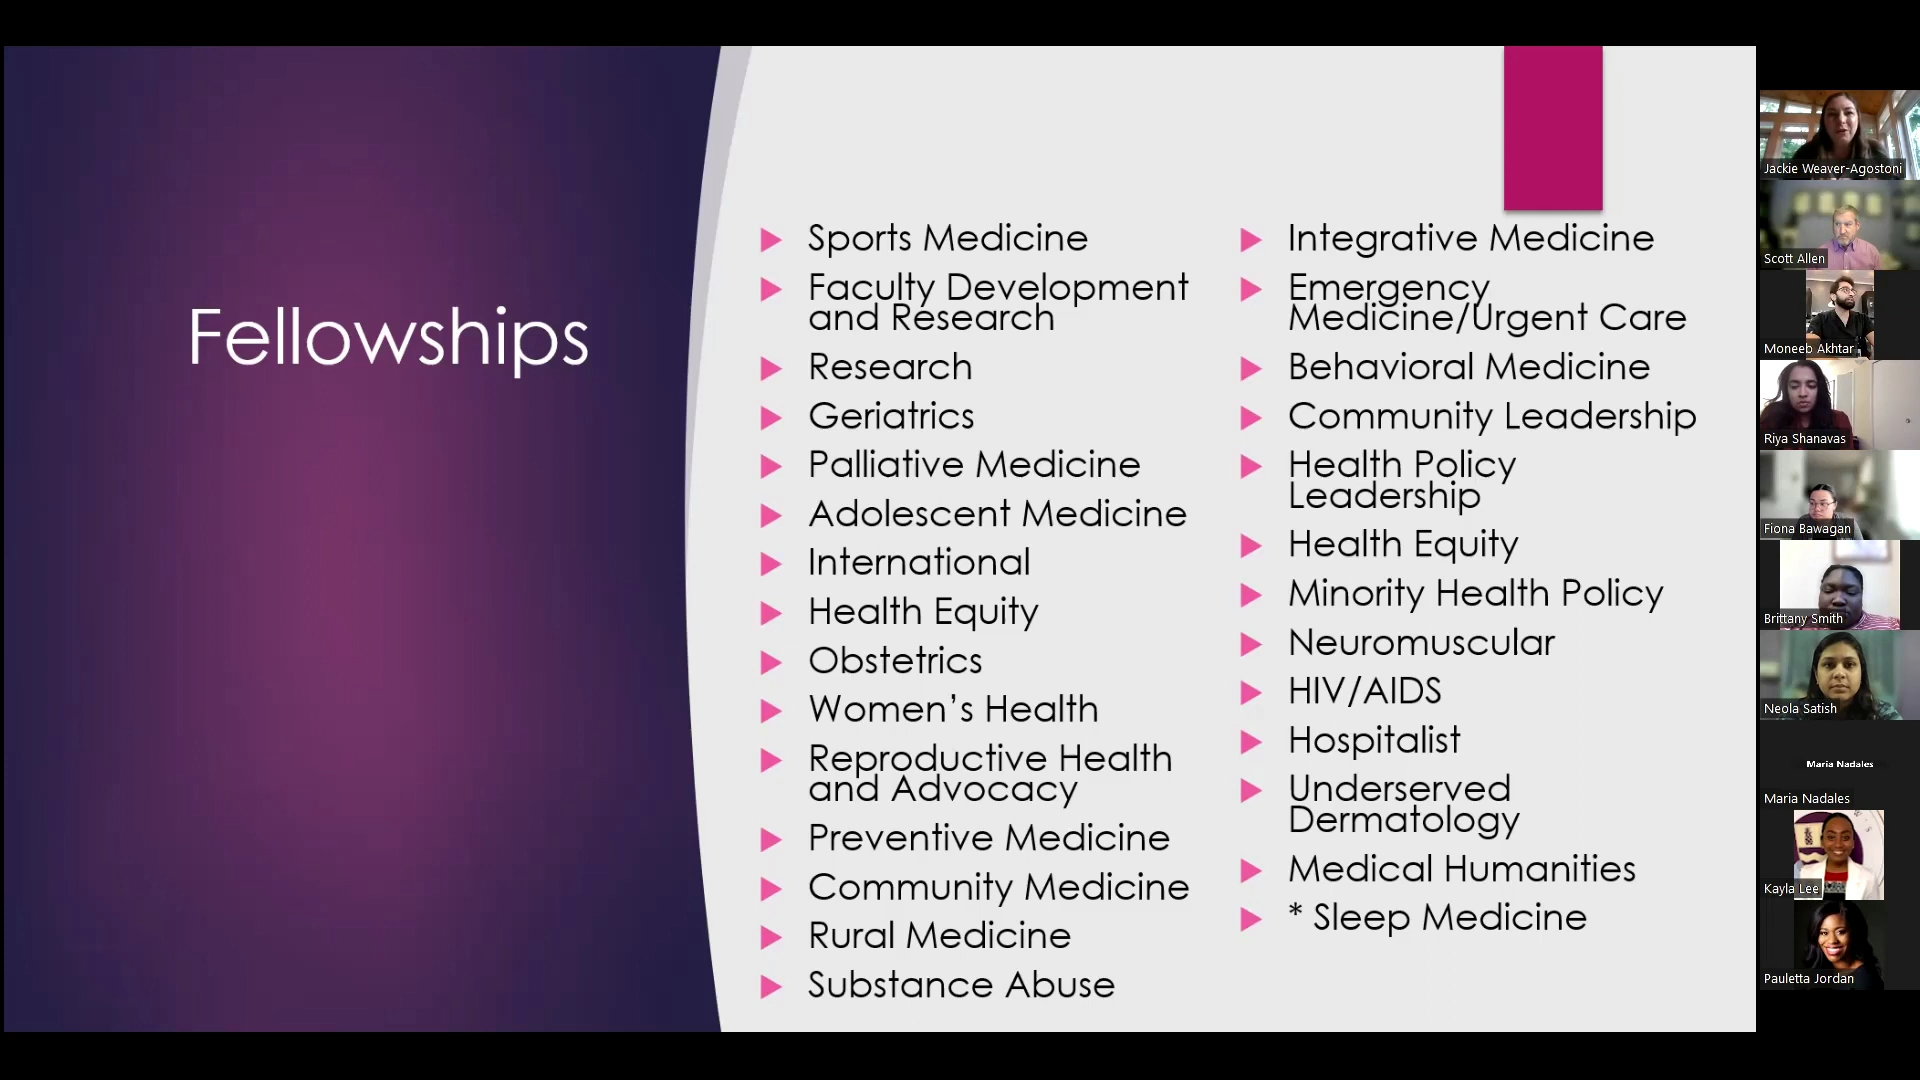 Fellowships
Sports Medicine
Faculty Development
and Research
Research
Geriatrics
Palliative Medicine
Adolescent Medicine
International
Health Equity
Obstetrics
Women’s Health
Reproductive Health
and Advocacy
Preventive Medicine
Community Medicine
Rural Medicine
Substance Abuse
Integrative Medicine
Emergency
Medicine/Urgent Care
Behavioral Medicine
Community Leadership
Health Policy
Leadership
Health Equity
Minority Health Policy
Neuromuscular
HIV/AIDS
Hospitalist
Underserved
Dermatology
Medical Humanities
* Sleep Medicine
Jackie Weaver-Agostoni
Scott Allen
Moneeb Akhtar
Riya Shanavas
Fiona Bawagan
Brittany Smith
Neola Satish
Maria Nadales
Maria Nadales
Kayla Lee
Pauletta Jordan